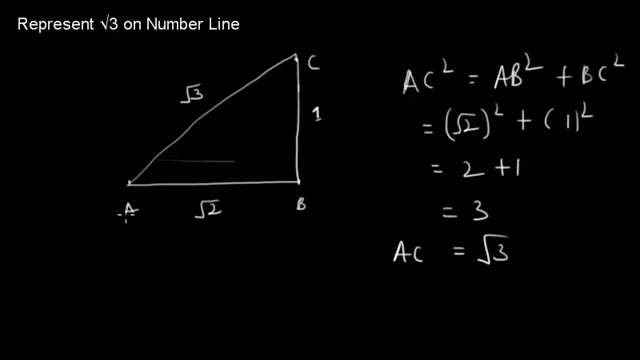 Represent √3 on Number Line
C
√3
1
A
√2
B
AC² = AB² + BC²
= (√2)² + (1)²
= 2 + 1
= 3
AC = √3